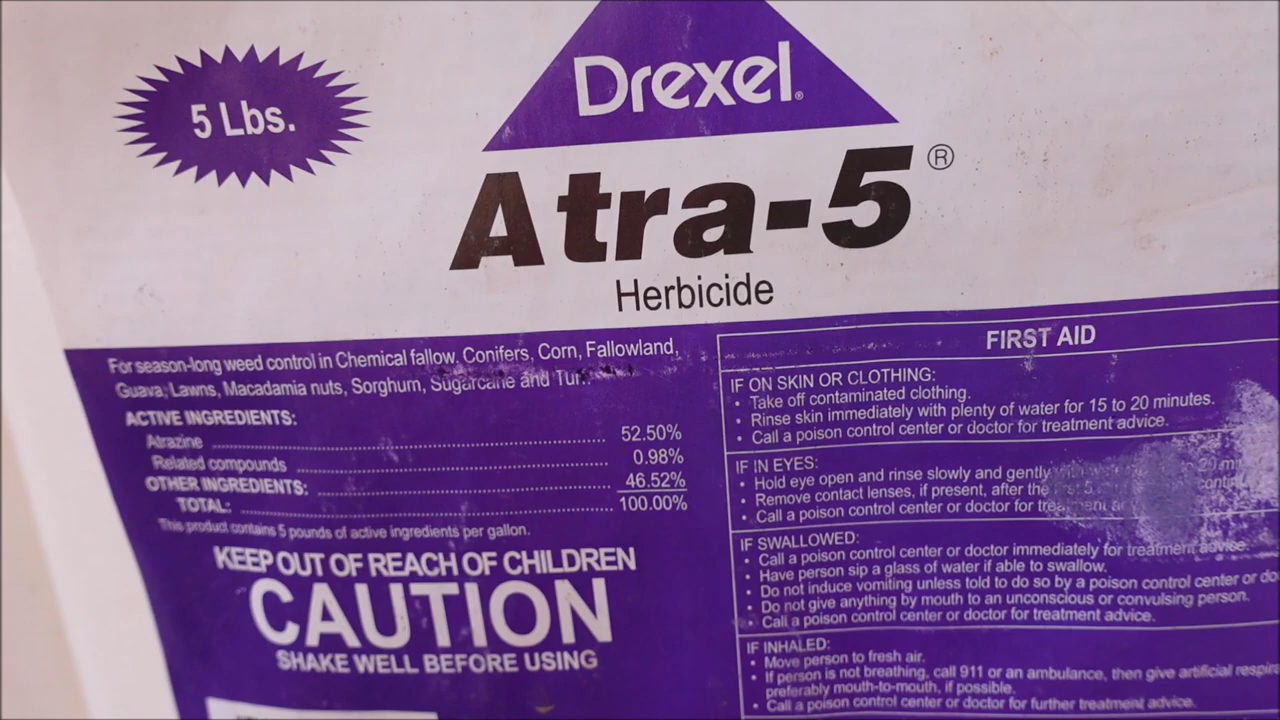 5 Lbs.
Drexel®
Atra-5®
Herbicide
For season-long weed control in Chemical fallow, Conifers, Corn, Fallowland,
Guava, Lawns, Macadamia nuts, Sorghum, Sugarcane and Turf.
ACTIVE INGREDIENTS:
Atrazine ........................ 52.50%
Related compounds ........................ 0.98%
OTHER INGREDIENTS: ........................ 46.52%
TOTAL: ........................ 100.00%
This product contains 5 pounds of active ingredients per gallon.
KEEP OUT OF REACH OF CHILDREN
CAUTION
SHAKE WELL BEFORE USING
FIRST AID
IF ON SKIN OR CLOTHING:
• Take off contaminated clothing.
• Rinse skin immediately with plenty of water for 15 to 20 minutes.
• Call a poison control center or doctor for treatment advice.
IF IN EYES:
• Hold eye open and rinse slowly and gently
• Remove contact lenses, if present, after the
• Call a poison control center or doctor for treatment
IF SWALLOWED:
• Call a poison control center or doctor immediately for treatment advice.
• Have person sip a glass of water if able to swallow.
• Do not induce vomiting unless told to do so by a poison control center or do
• Do not give anything by mouth to an unconscious or convulsing person.
• Call a poison control center or doctor for treatment advice.
IF INHALED:
• Move person to fresh air.
• If person is not breathing, call 911 or an ambulance, then give artificial respira
preferably mouth-to-mouth, if possible.
• Call a poison control center or doctor for further treatment advice.